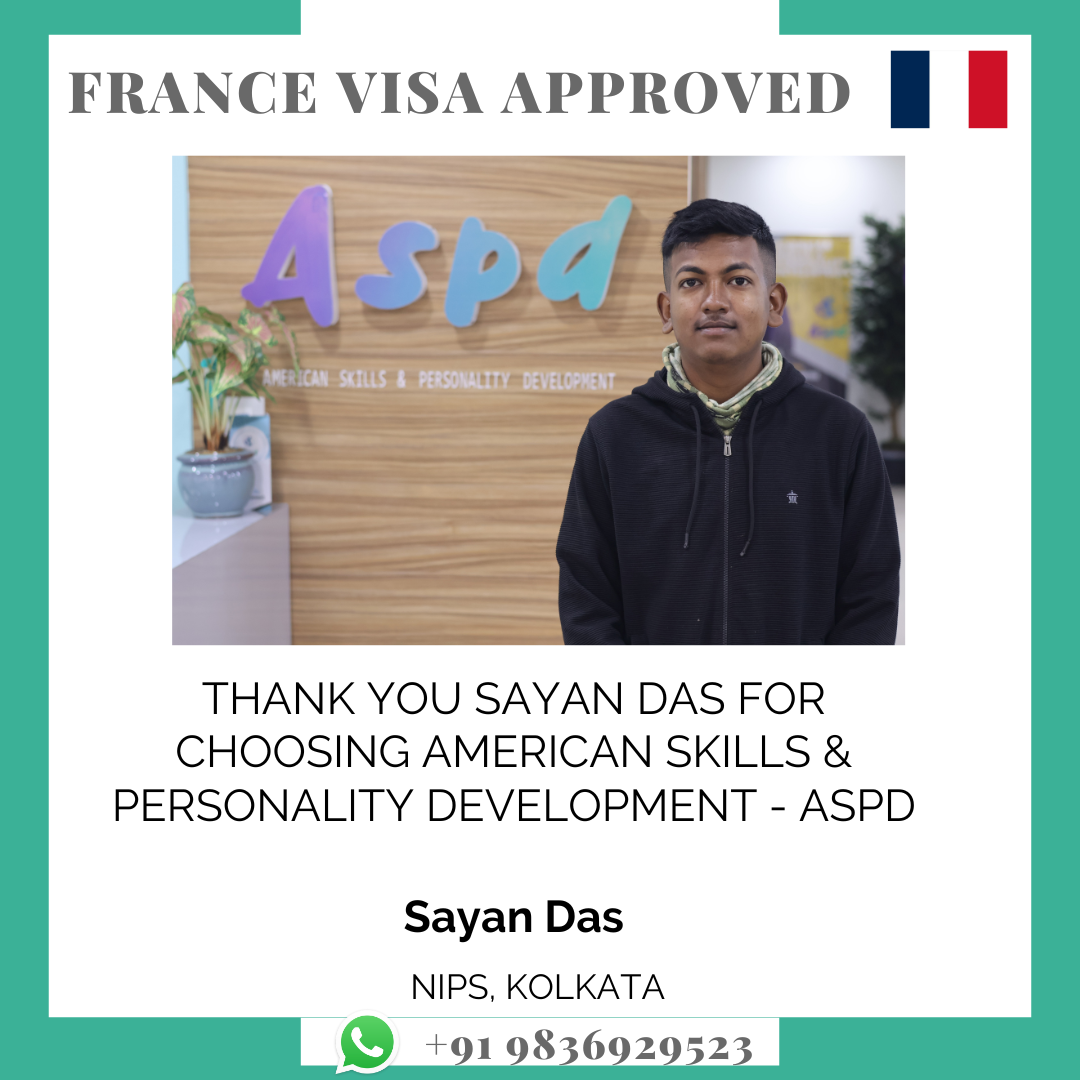 FRANCE VISA APPROVED
Aspd
AMERICAN SKILLS & PERSONALITY DEVELOPMENT
Aspd
THANK YOU SAYAN DAS FOR
CHOOSING AMERICAN SKILLS &
PERSONALITY DEVELOPMENT - ASPD
Sayan Das
NIPS, KOLKATA
+91 9836929523